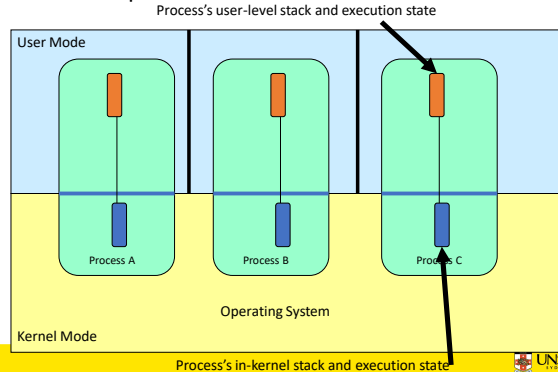 Process's user-level stack and execution state
User Mode
Process A
Process B
Process C
Operating System
Kernel Mode
Process's in-kernel stack and execution state